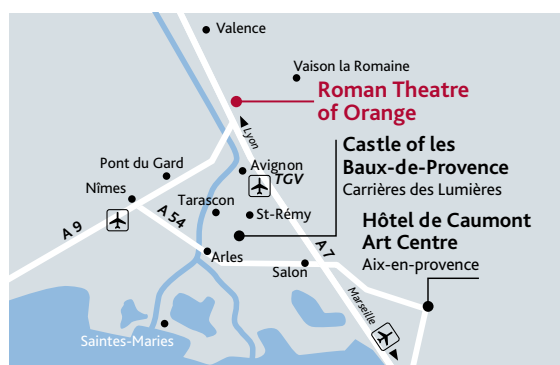 Valence
Vaison la Romaine
Roman Theatre
of Orange
Lyon
Castle of les
Baux-de-Provence
Carrières des Lumières
Pont du Gard
Avignon
TGV
Nîmes
Tarascon
St-Rémy
Hôtel de Caumont
Art Centre
Aix-en-provence
A 9
A 54
A 7
Arles
Salon
Marseille
Saintes-Maries